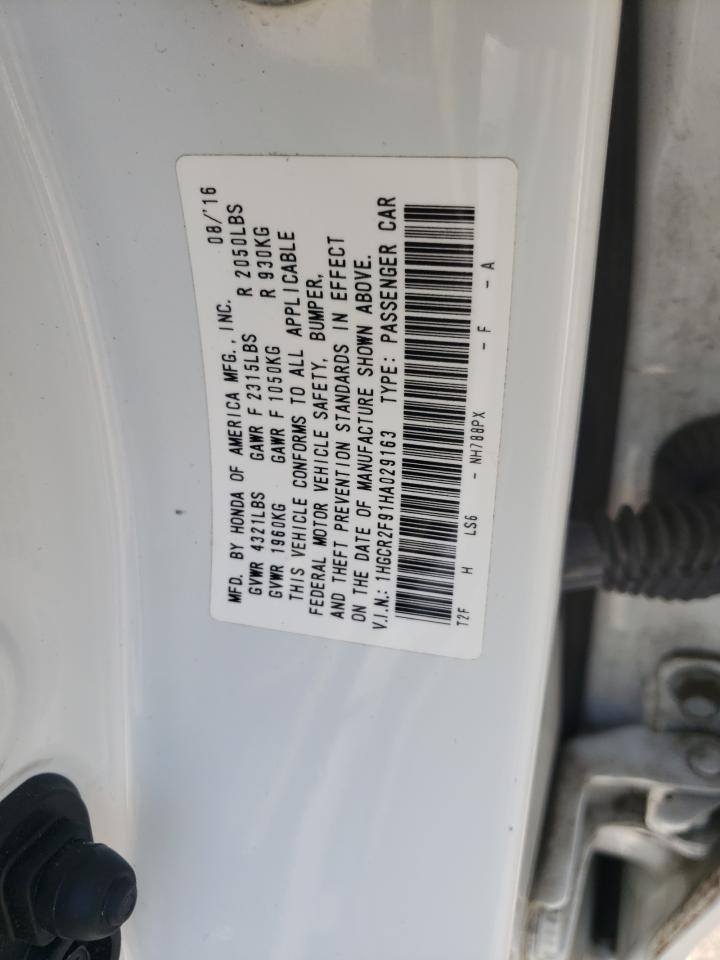 MFD. BY HONDA OF AMERICA MFG., INC. 08/'16
GVWR 4321LBS GAWR F 2315LBS R 2050LBS
GVWR 1960KG GAWR F 1050KG R 930KG
THIS VEHICLE CONFORMS TO ALL APPLICABLE
FEDERAL MOTOR VEHICLE SAFETY, BUMPER,
AND THEFT PREVENTION STANDARDS IN EFFECT
ON THE DATE OF MANUFACTURE SHOWN ABOVE.
V.I.N.: 1HGCR2F91HA029163 TYPE: PASSENGER CAR
T2F H LS6 - NH788PX - F - A